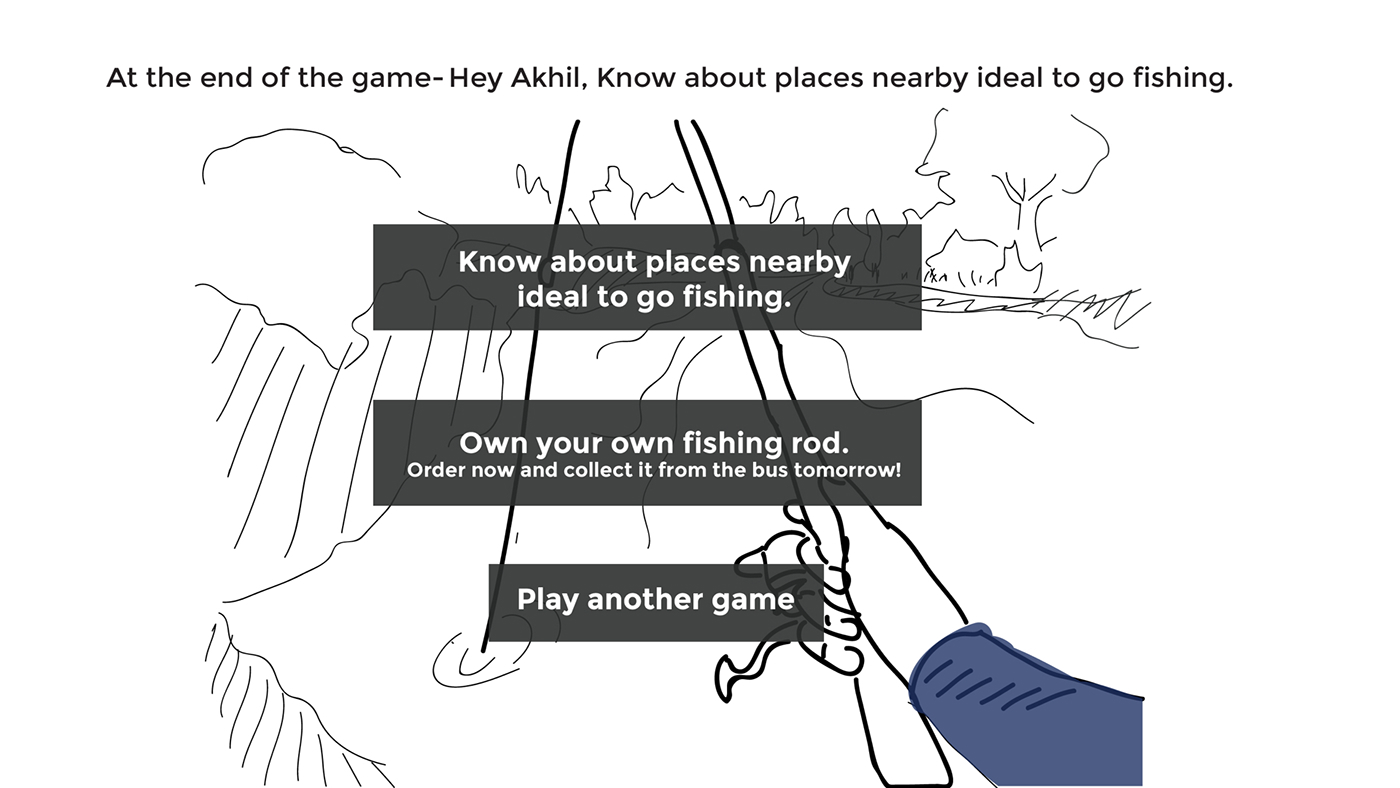 At the end of the game- Hey Akhil, Know about places nearby ideal to go fishing.
Know about places nearby
ideal to go fishing.
Own your own fishing rod.
Order now and collect it from the bus tomorrow!
Play another game